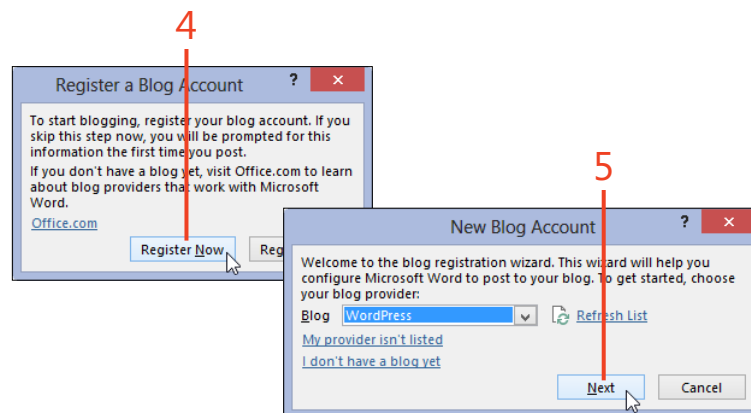 4
Register a Blog Account
?
To start blogging, register your blog account. If you
skip this step now, you will be prompted for this
information the first time you post.
If you don't have a blog yet, visit Office.com to learn
about blog providers that work with Microsoft
Word.
Office.com
Register Now
Reg
5
New Blog Account
?
Welcome to the blog registration wizard. This wizard will help you
configure Microsoft Word to post to your blog. To get started, choose
your blog provider:
Blog WordPress Refresh List
My provider isn't listed
I don't have a blog yet
Next Cancel